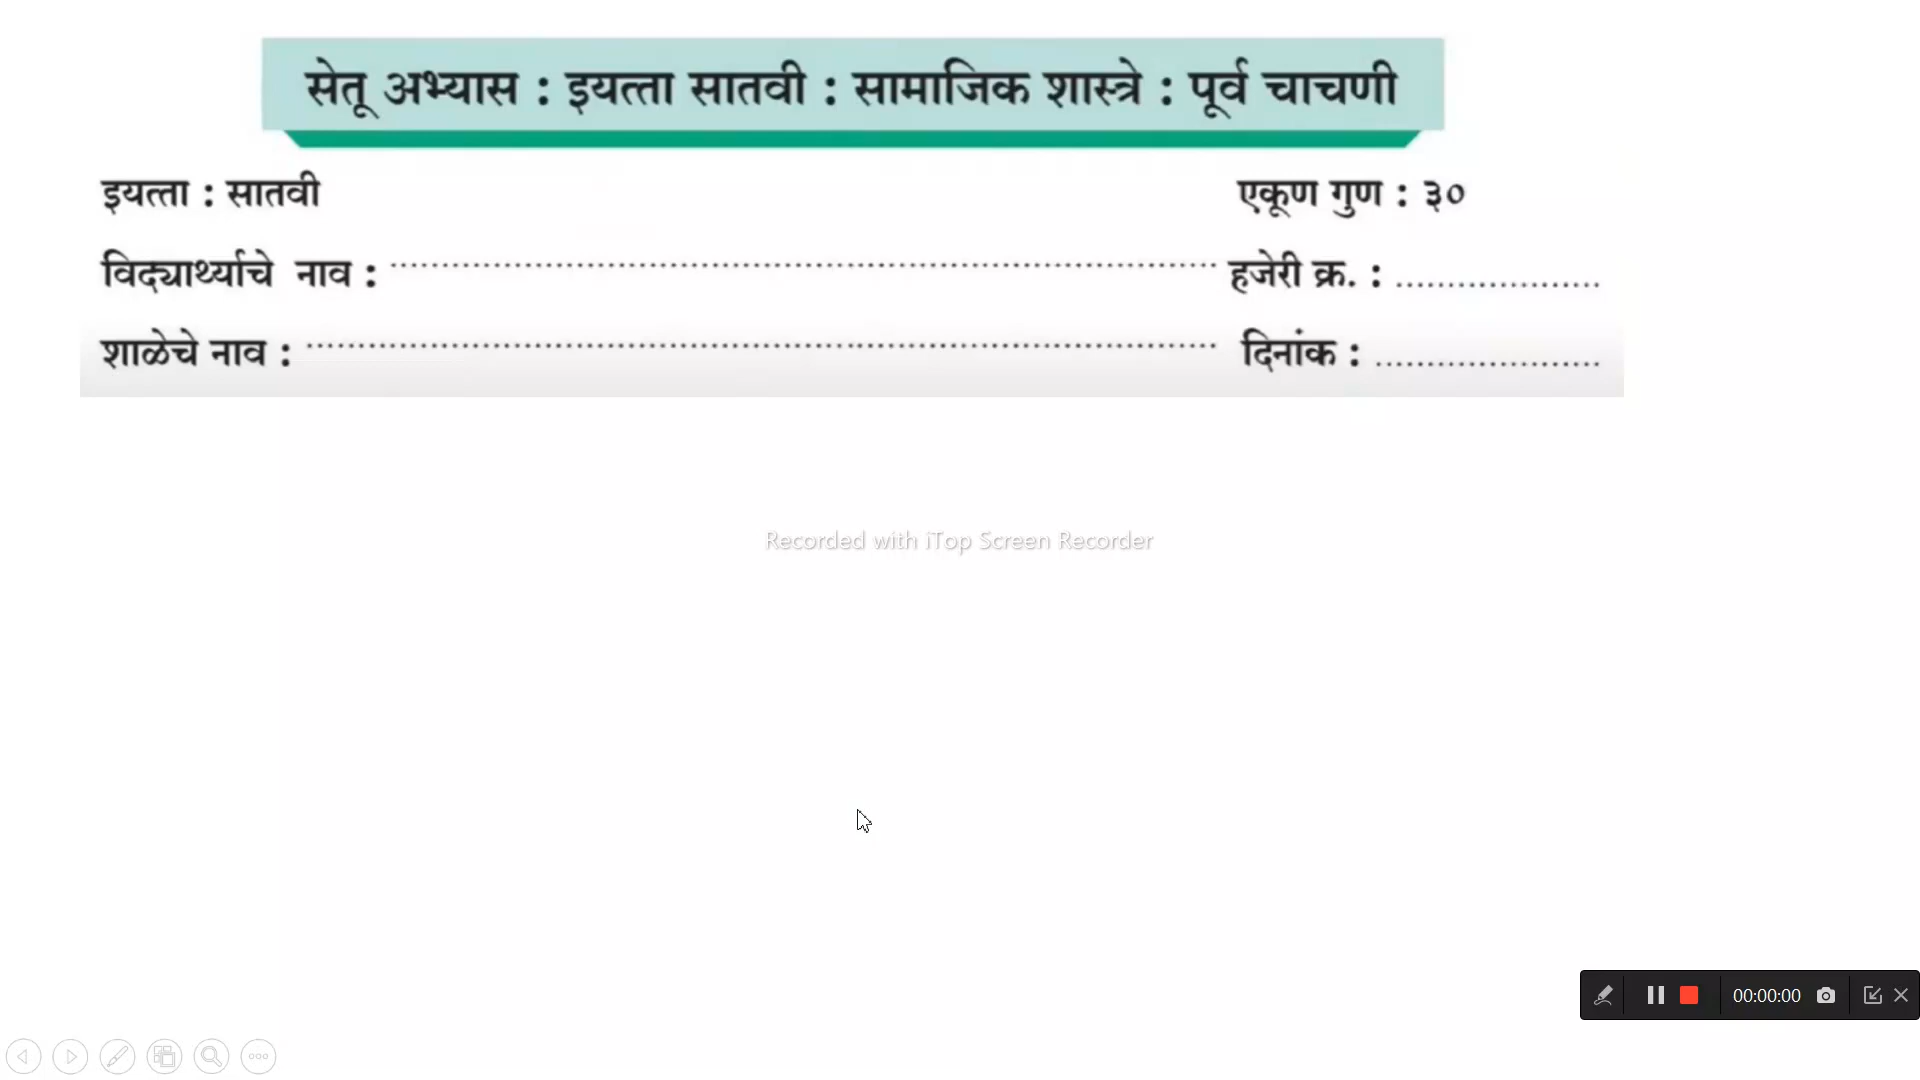 सेतू अभ्यास : इयत्ता सातवी : सामाजिक शास्त्रे : पूर्व चाचणी
इयत्ता : सातवी एकूण गुण : ३०
विद्यार्थ्याचे नाव : .................... हजेरी क्र. : ....................
शाळेचे नाव : .................... दिनांक : ......................
Recorded with iTop Screen Recorder
00:00:00